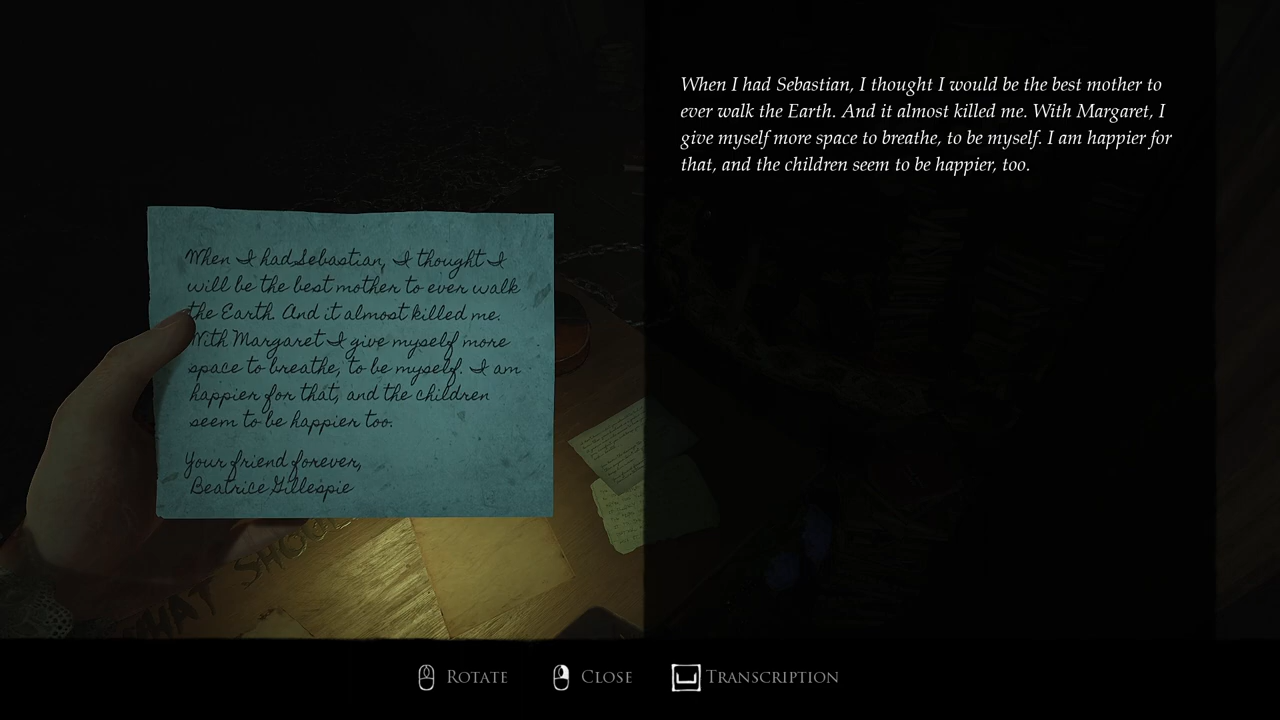 When I had Sebastian, I thought I
will be the best mother to ever walk
the Earth. And it almost killed me.
With Margaret I give myself more
space to breathe, to be myself. I am
happier for that, and the children
seem to be happier too.
Your friend forever,
Beatrice Gillespie
WHAT SHOUL
When I had Sebastian, I thought I would be the best mother to
ever walk the Earth. And it almost killed me. With Margaret, I
give myself more space to breathe, to be myself. I am happier for
that, and the children seem to be happier, too.
ROTATE CLOSE TRANSCRIPTION